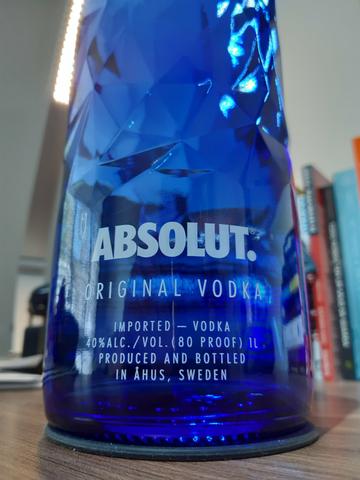 ABSOLUT.
ORIGINAL VODKA
IMPORTED — VODKA
40%ALC./VOL.(80 PROOF) 1L
PRODUCED AND BOTTLED
IN ÅHUS, SWEDEN